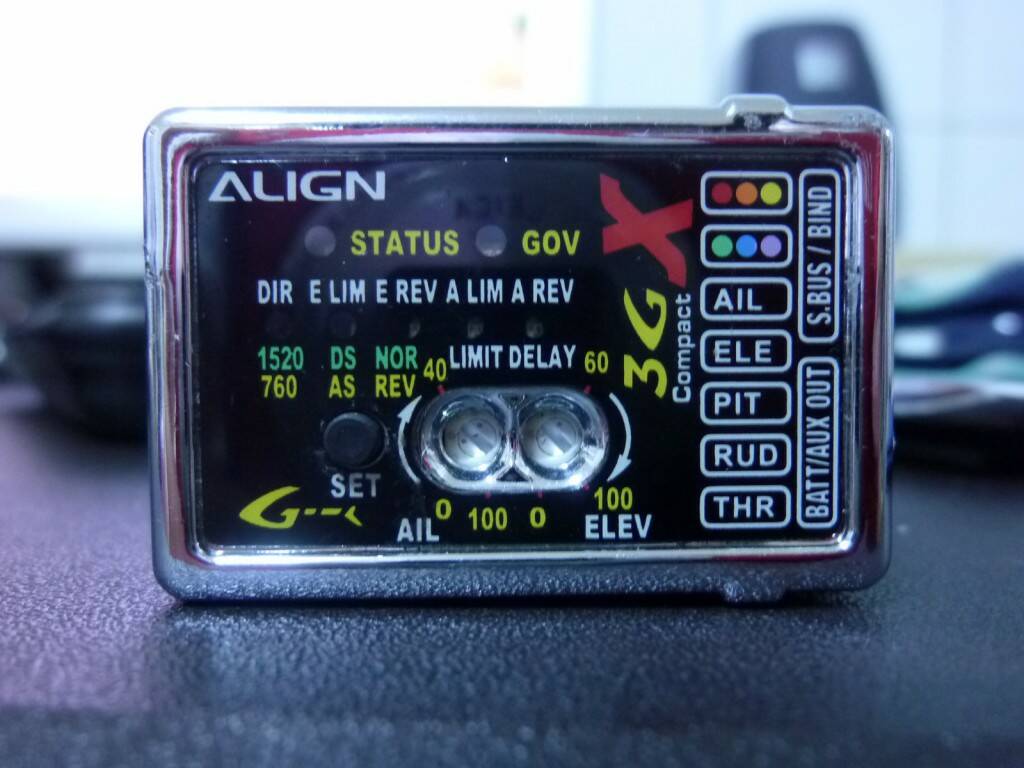 ALIGN
STATUS GOV
DIR E LIM E REV A LIM A REV
1520 DS NOR
760 AS REV
LIMIT DELAY
40 60
SET
0 100 0 100
AIL ELEV
G
3G X
Compact
AIL
ELE
PIT
RUD
THR
S.BUS / BIND
BATT/AUX OUT